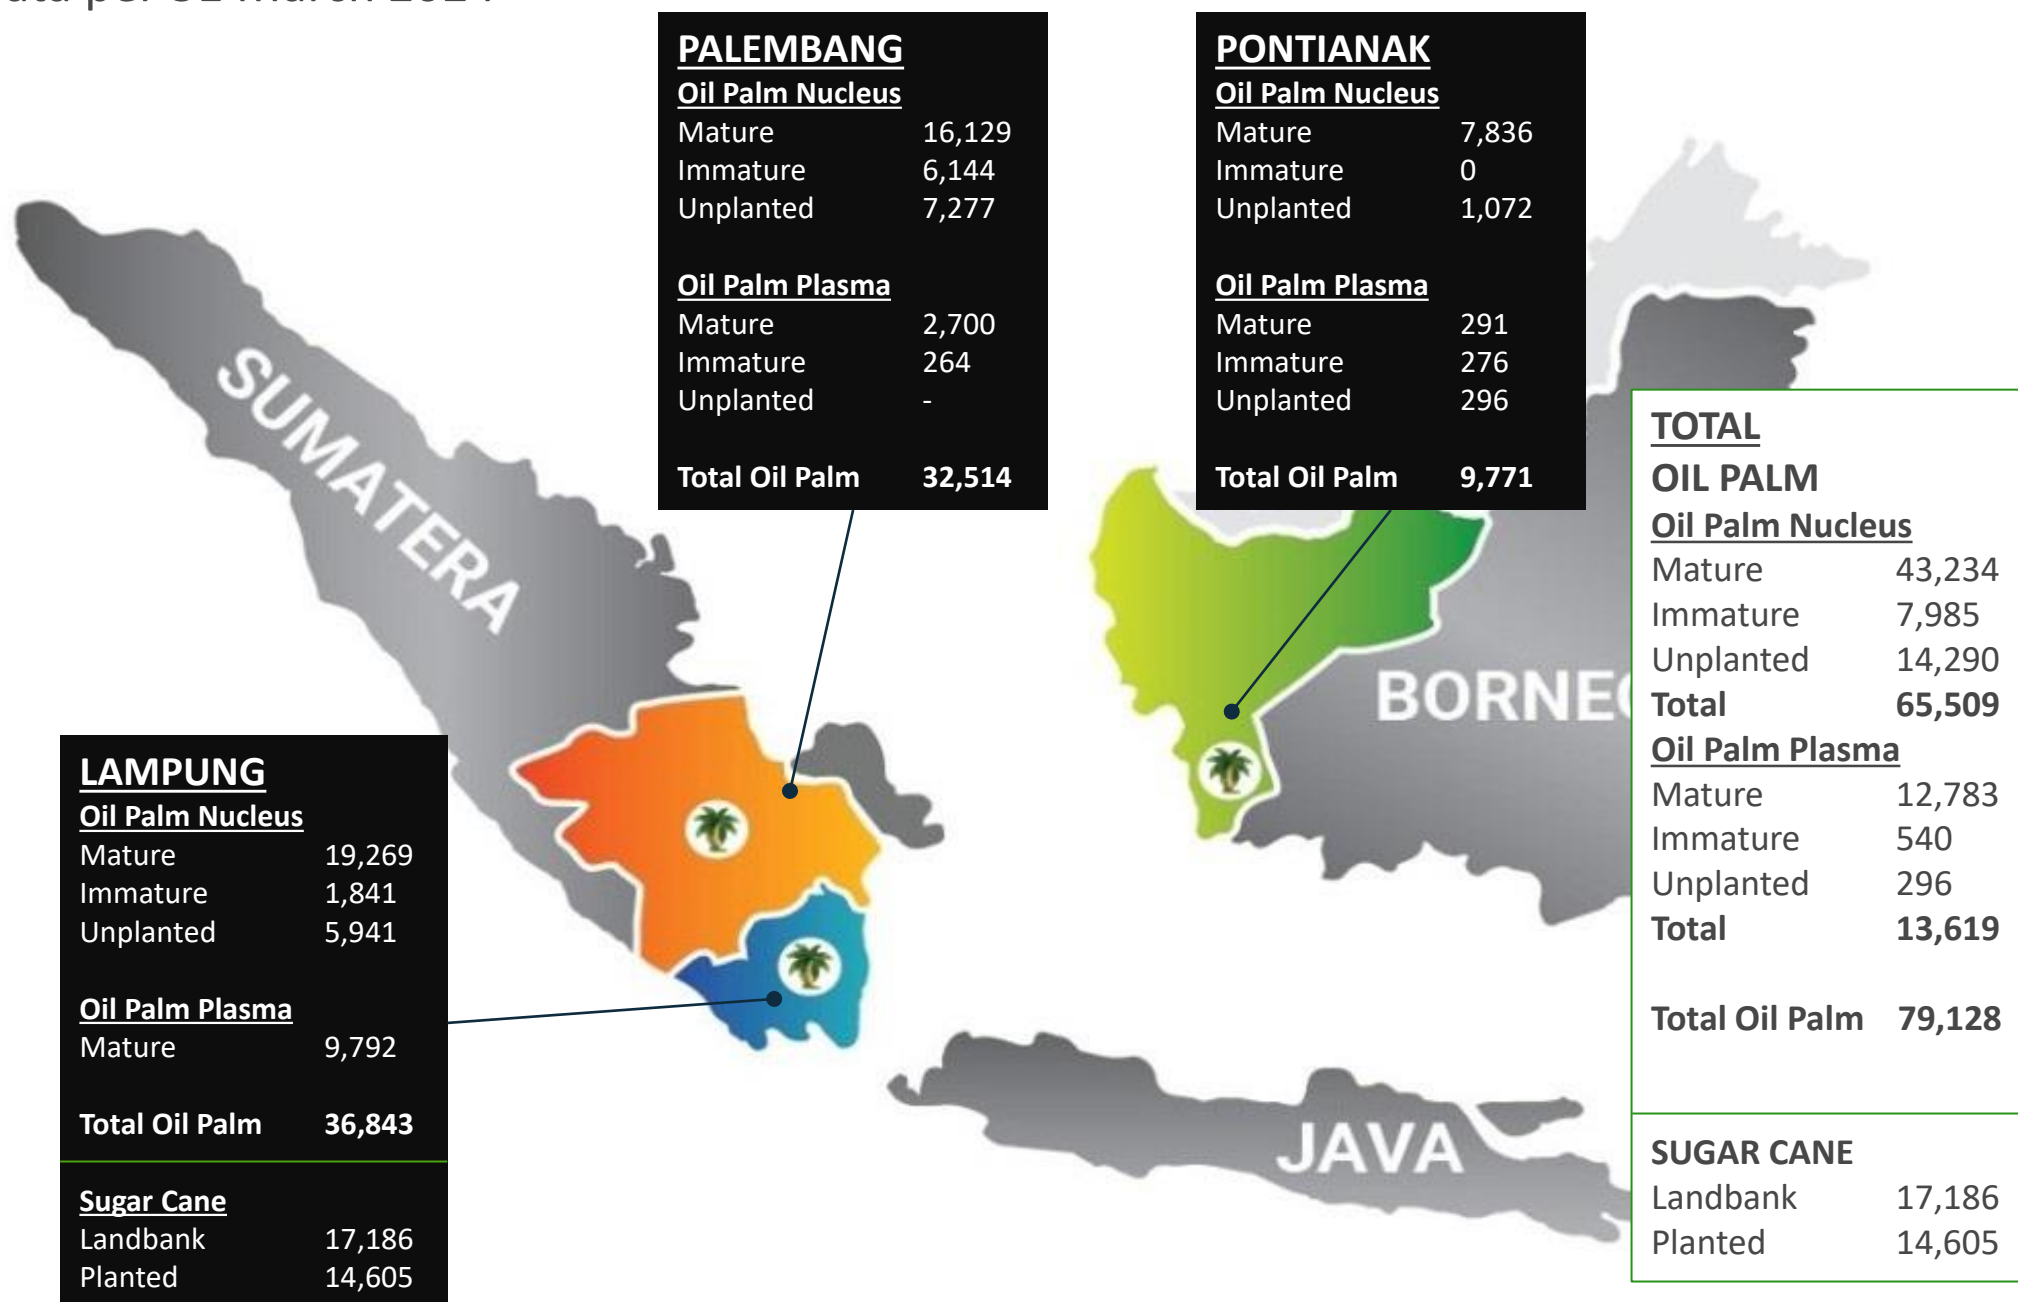 PALEMBANG
Oil Palm Nucleus
Mature 16,129
Immature 6,144
Unplanted 7,277
Oil Palm Plasma
Mature 2,700
Immature 264
Unplanted -
Total Oil Palm 32,514
PONTIANAK
Oil Palm Nucleus
Mature 7,836
Immature 0
Unplanted 1,072
Oil Palm Plasma
Mature 291
Immature 276
Unplanted 296
Total Oil Palm 9,771
SUMATERA
TOTAL
OIL PALM
Oil Palm Nucleus
Mature 43,234
Immature 7,985
Unplanted 14,290
Total 65,509
Oil Palm Plasma
Mature 12,783
Immature 540
Unplanted 296
Total 13,619
Total Oil Palm 79,128
SUGAR CANE
Landbank 17,186
Planted 14,605
LAMPUNG
Oil Palm Nucleus
Mature 19,269
Immature 1,841
Unplanted 5,941
Oil Palm Plasma
Mature 9,792
Total Oil Palm 36,843
Sugar Cane
Landbank 17,186
Planted 14,605
JAVA